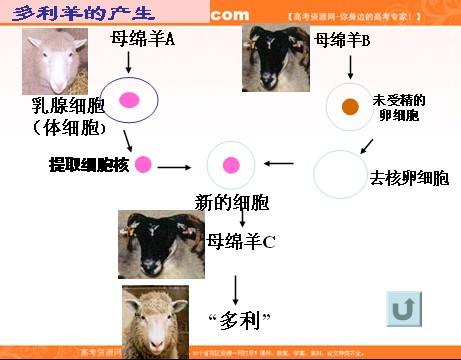 多利羊的产生
com
【高考资源网-你身边的高考专家！】
母绵羊A
母绵羊B
乳腺细胞
（体细胞）
未受精的
卵细胞
提取细胞核
去核卵细胞
新的细胞
母绵羊C
“多利”
高考资源网